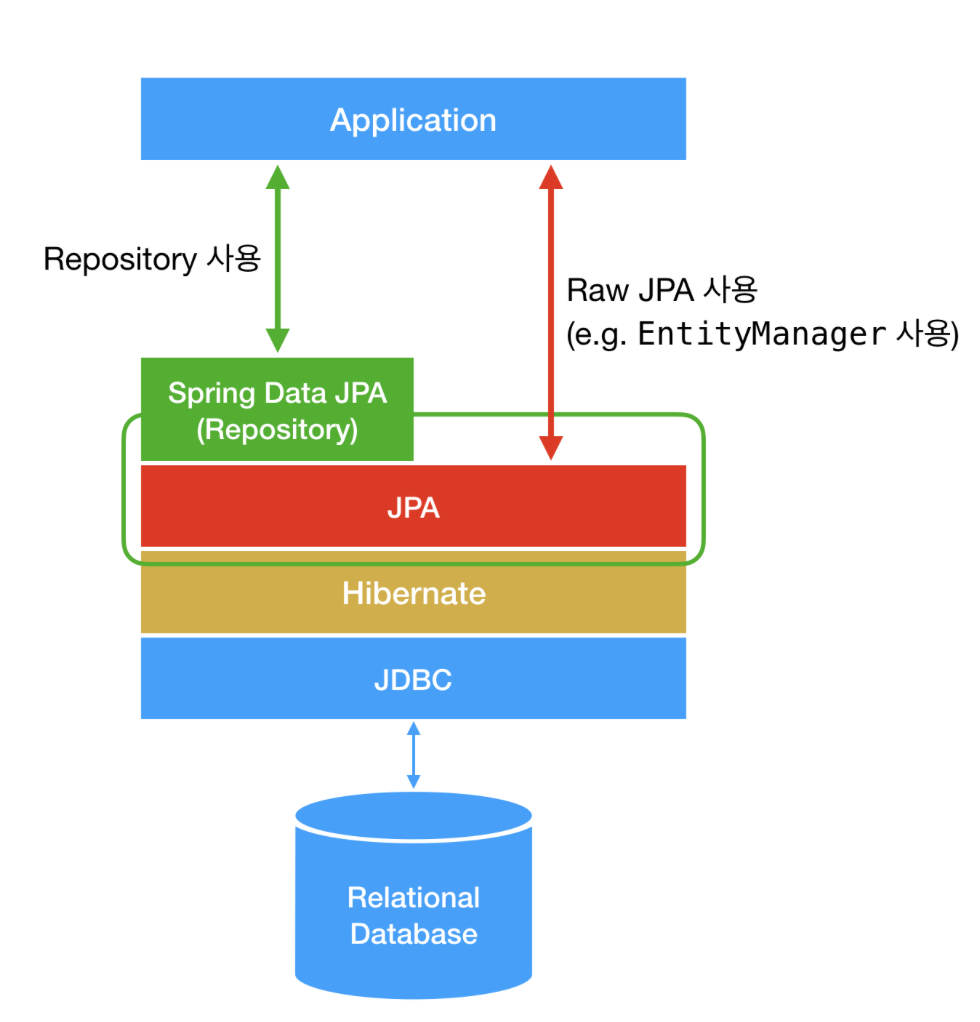 Application
Repository 사용
Raw JPA 사용
(e.g. EntityManager 사용)
Spring Data JPA
(Repository)
JPA
Hibernate
JDBC
Relational
Database